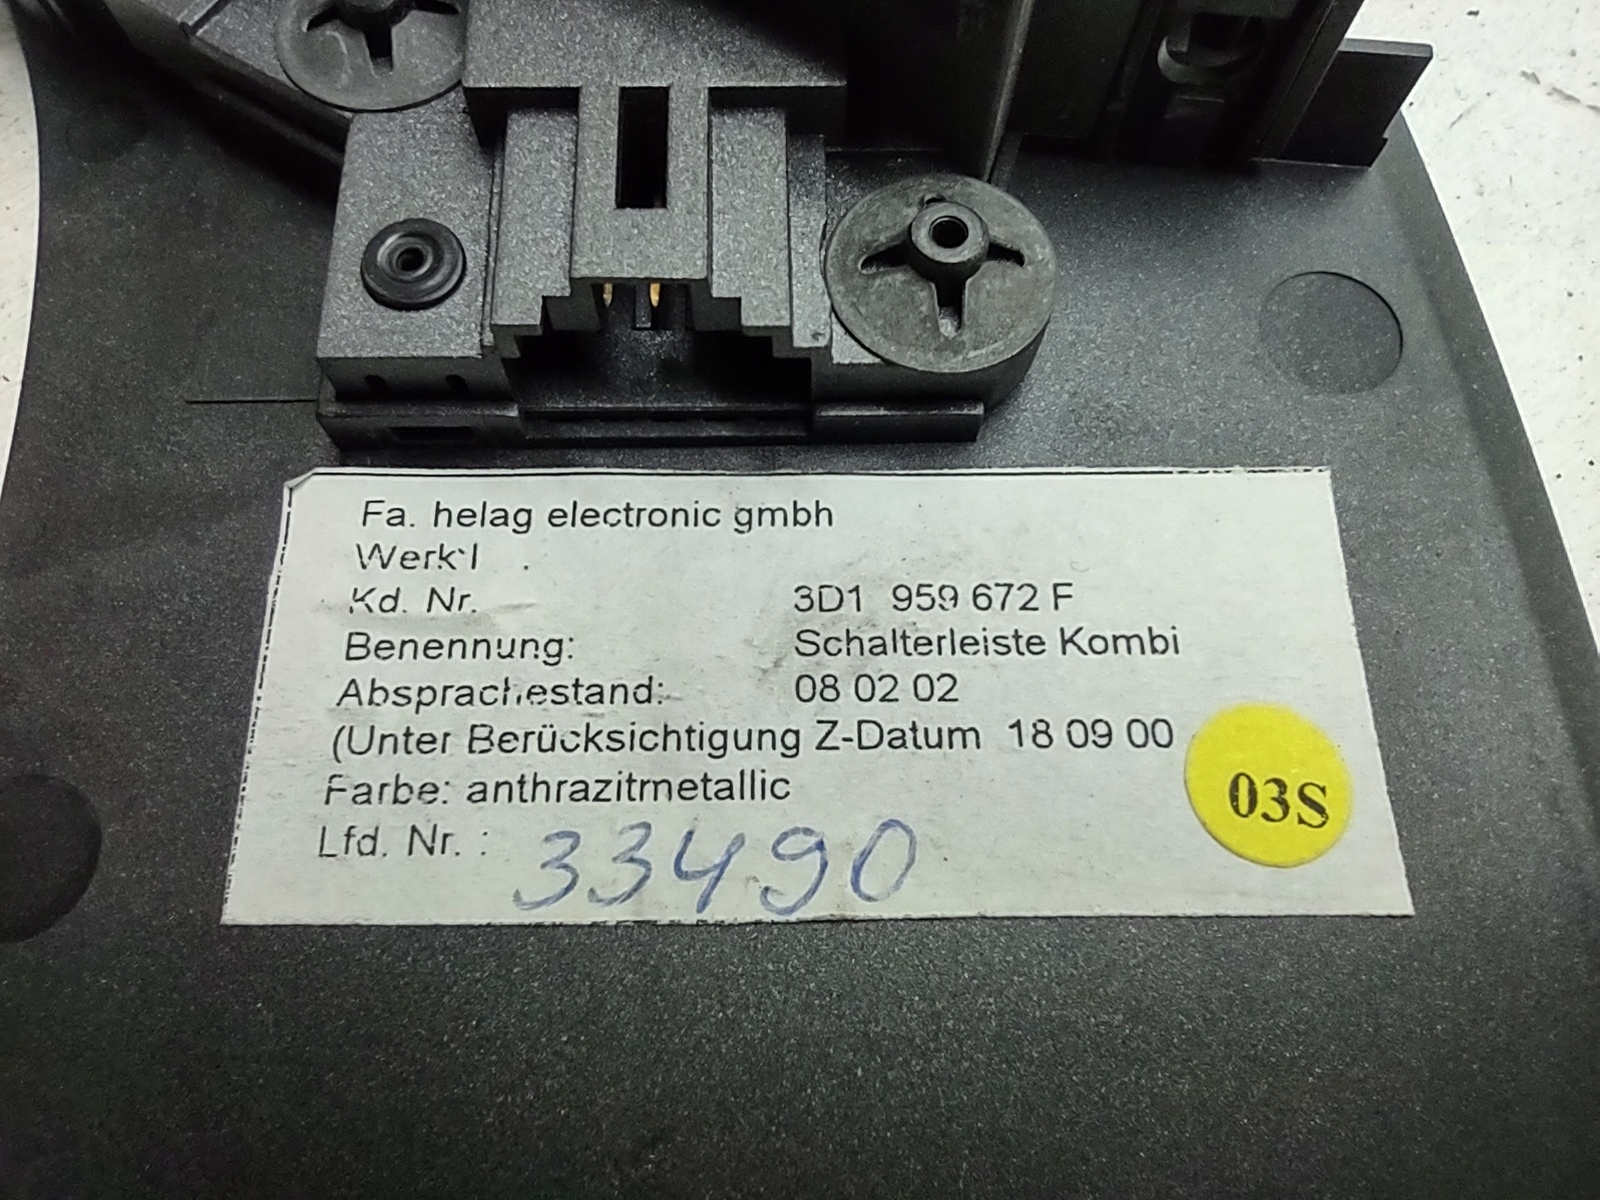 Fa. helag electronic gmbh
Werk I
Kd. Nr. 3D1 959 672 F
Benennung: Schalterleiste Kombi
Absprachestand: 08 02 02
(Unter Berücksichtigung Z-Datum 18 09 00
Farbe: anthrazitmetallic
03S
Lfd. Nr. : 33490